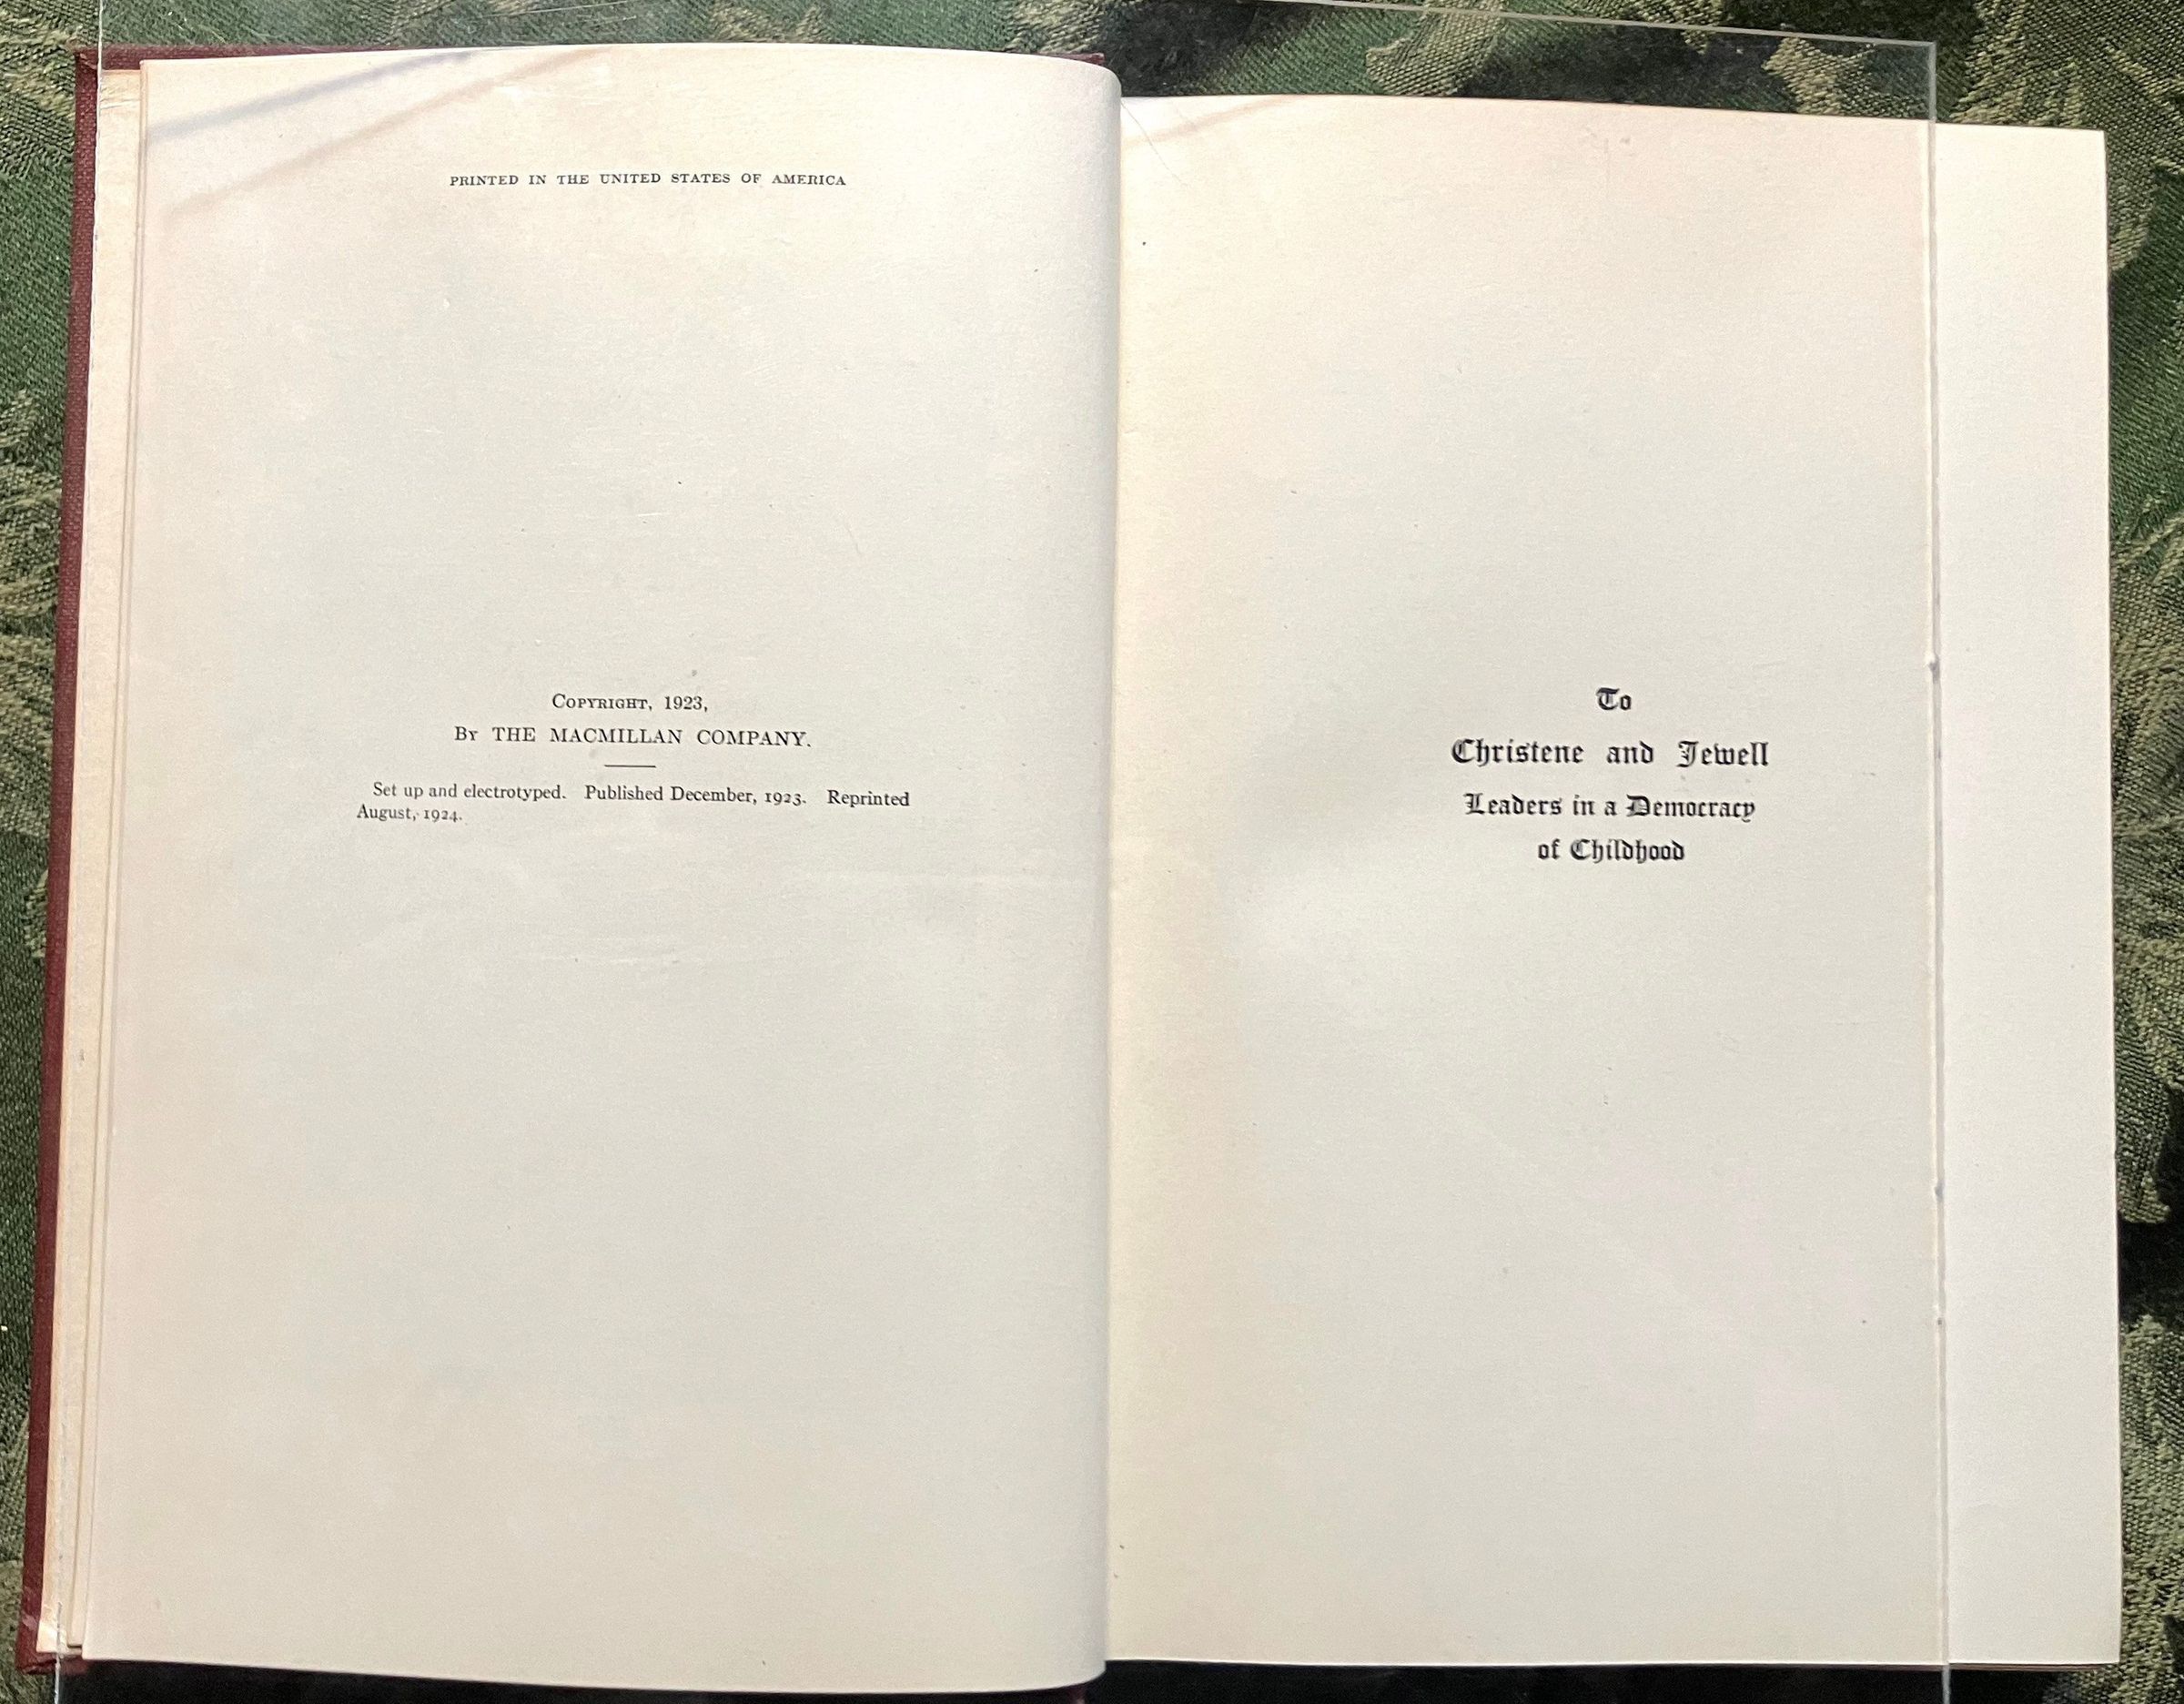 PRINTED IN THE UNITED STATES OF AMERICA
COPYRIGHT, 1923,
BY THE MACMILLAN COMPANY.
Set up and electrotyped. Published December, 1923. Reprinted
August, 1924.
To
Christene and Jewell
Leaders in a Democracy
of Childhood